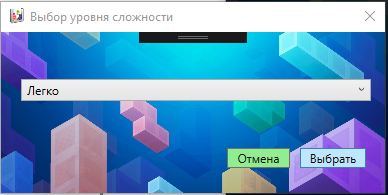 Выбор уровня сложности
Легко
Отмена
Выбрать